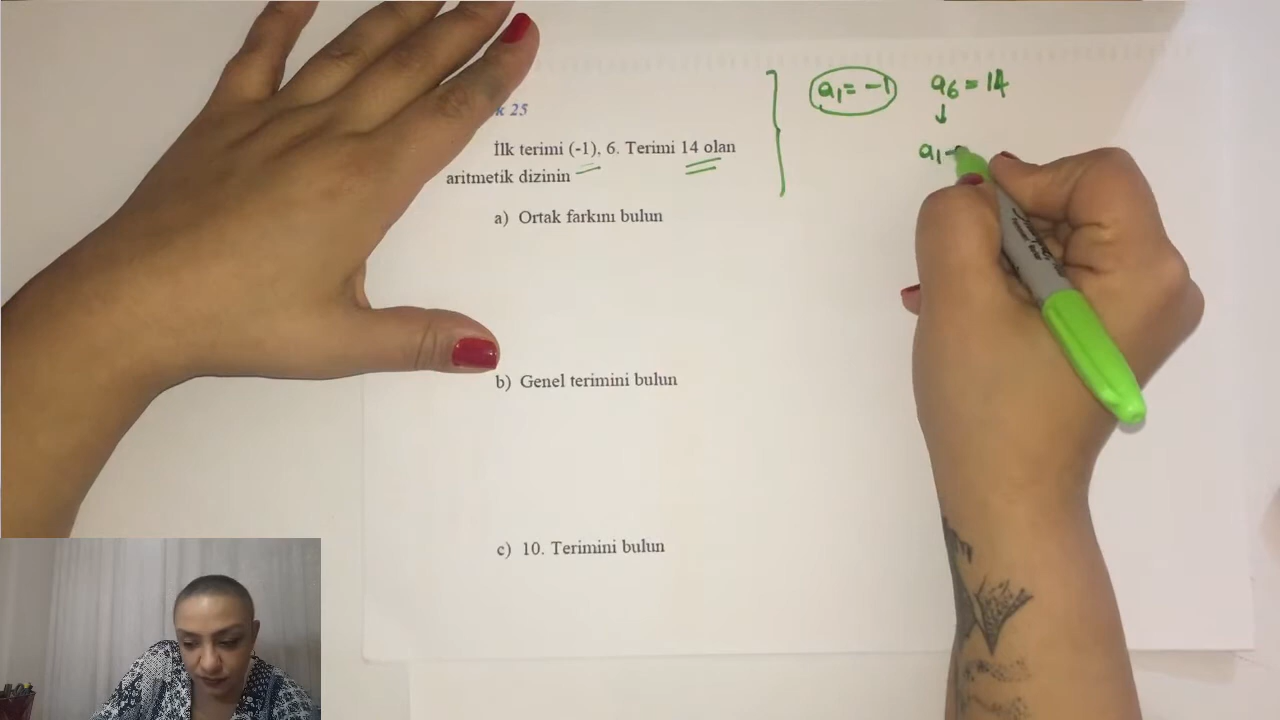 k 25
İlk terimi (-1), 6. Terimi 14 olan
aritmetik dizinin
a) Ortak farkını bulun
b) Genel terimini bulun
c) 10. Terimini bulun
a₁ = -1 a₆ = 14
a₁